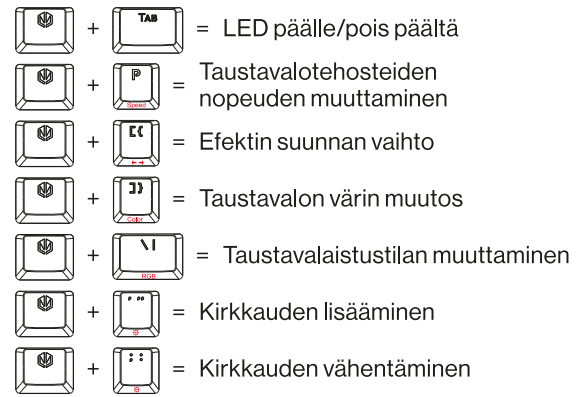 + TAB = LED päälle/pois päältä
+ P Speed = Taustavalotehosteiden
nopeuden muuttaminen
+ [ { = Efektin suunnan vaihto
+ ] } Color = Taustavalon värin muutos
+ \ | RGB = Taustavalaistustilan muuttaminen
+ ' " = Kirkkauden lisääminen
+ ; : = Kirkkauden vähentäminen